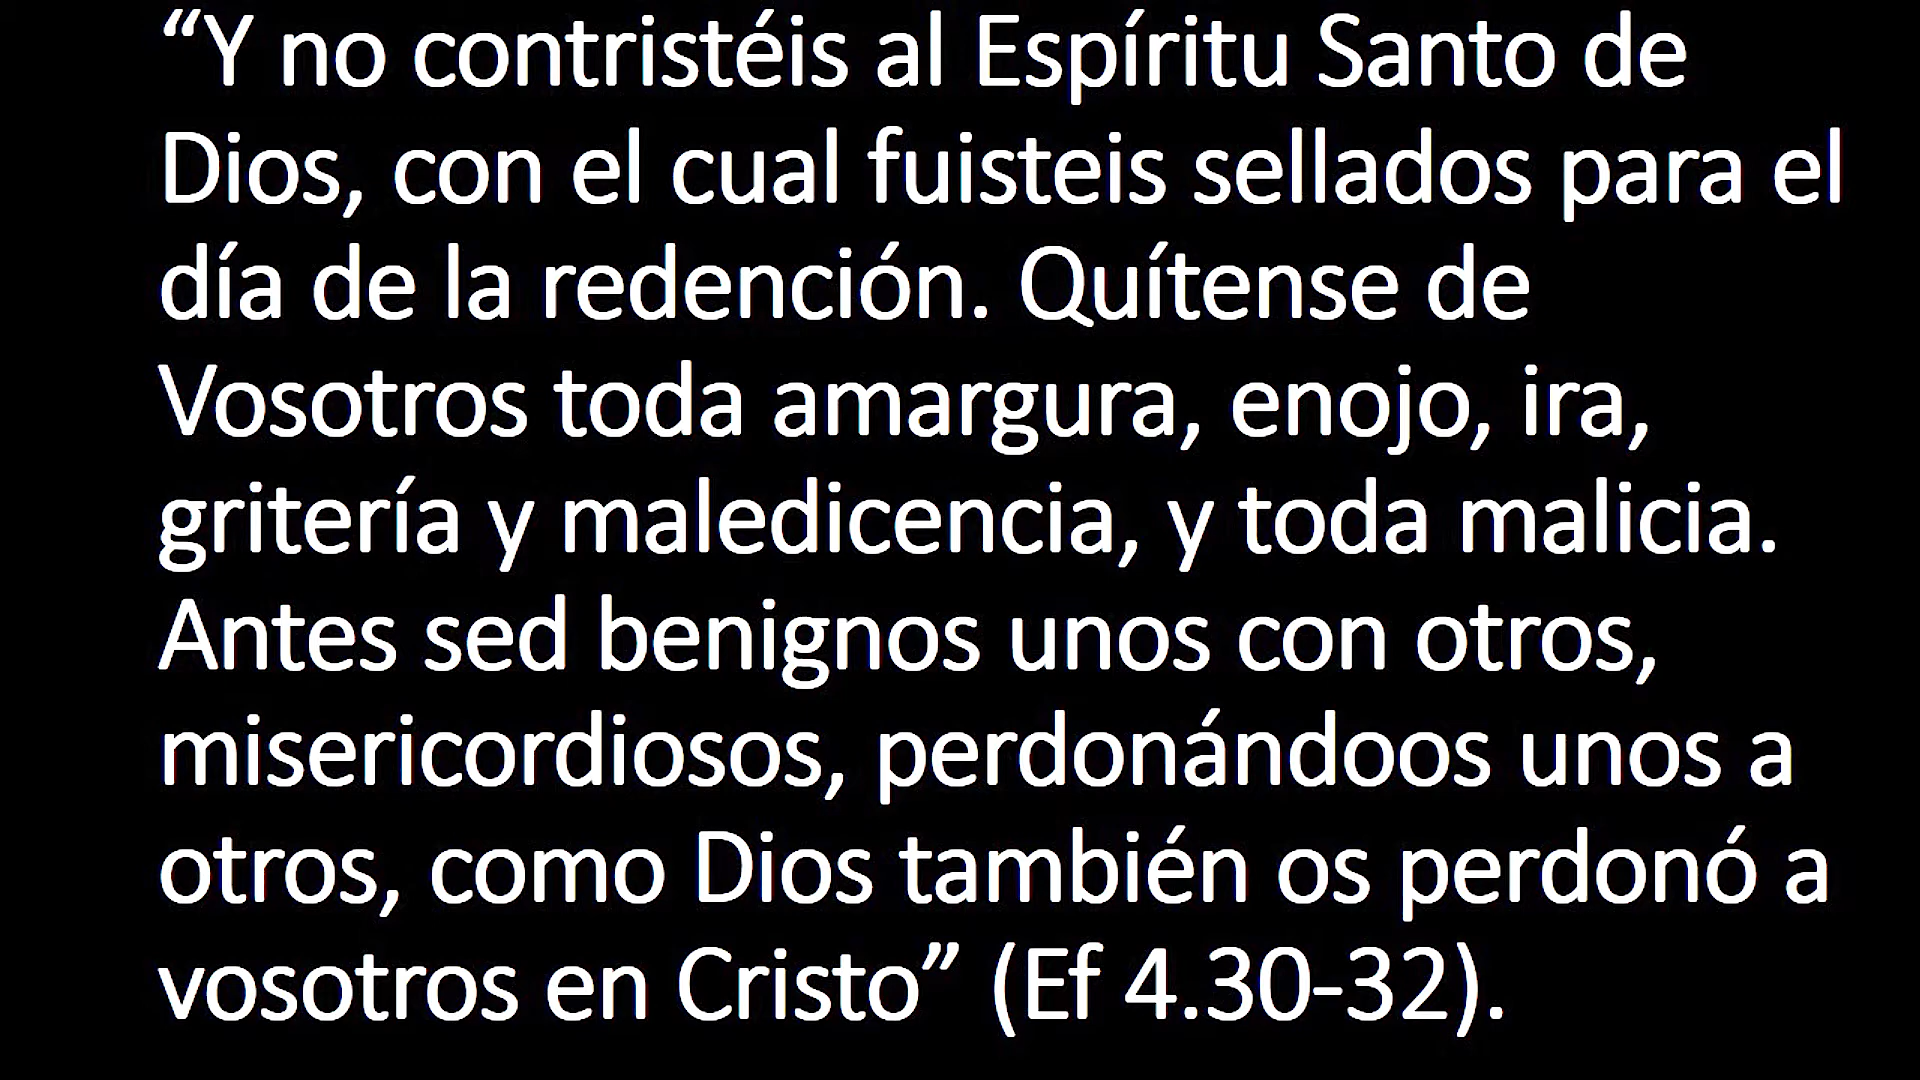 “Y no contristéis al Espíritu Santo de
Dios, con el cual fuisteis sellados para el
día de la redención. Quítense de
Vosotros toda amargura, enojo, ira,
gritería y maledicencia, y toda malicia.
Antes sed benignos unos con otros,
misericordiosos, perdonándoos unos a
otros, como Dios también os perdonó a
vosotros en Cristo” (Ef 4.30-32).